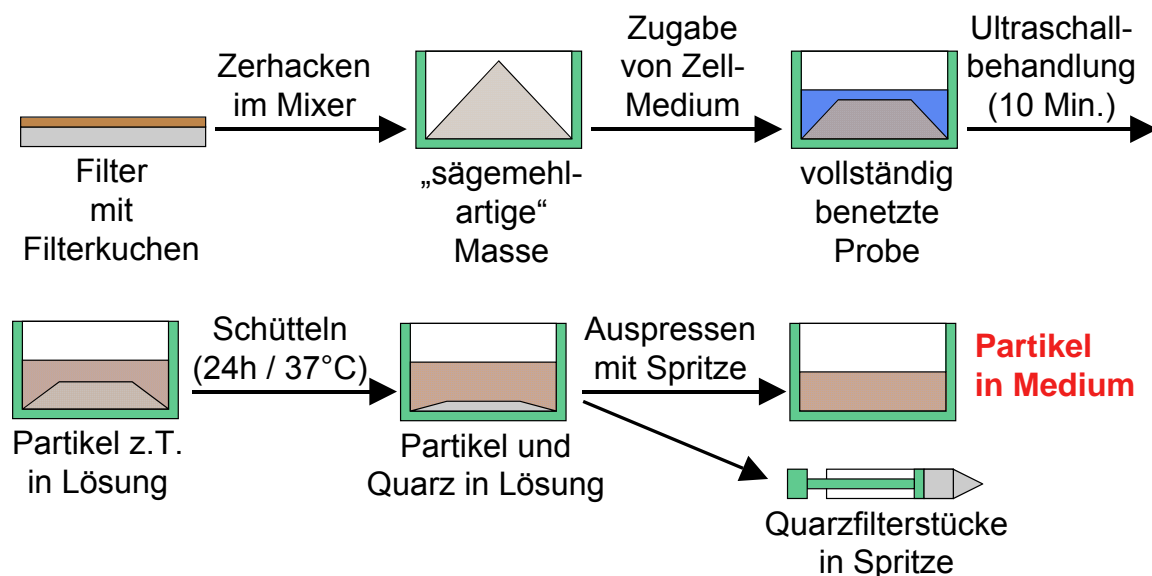 Zerhacken
im Mixer
Zugabe
von Zell-
Medium
Ultraschall-
behandlung
(10 Min.)
Filter
mit
Filterkuchen
„sägemehl-
artige“
Masse
vollständig
benetzte
Probe
Schütteln
(24h / 37°C)
Auspressen
mit Spritze
Partikel
in Medium
Partikel z.T.
in Lösung
Partikel und
Quarz in Lösung
Quarzfilterstücke
in Spritze